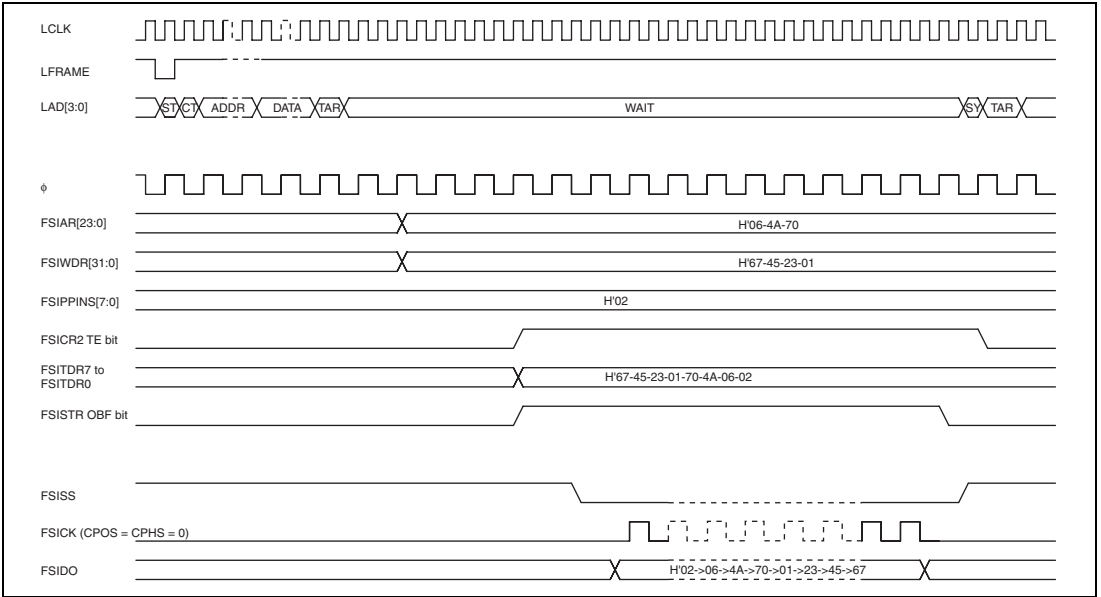 LCLK
LFRAME
LAD[3:0] ST CT ADDR DATA TAR WAIT SY TAR
φ
FSIAR[23:0] H'06-4A-70
FSIWDR[31:0] H'67-45-23-01
FSIPPINS[7:0] H'02
FSICR2 TE bit
FSITDR7 to
FSITDR0 H'67-45-23-01-70-4A-06-02
FSISTR OBF bit
FSISS
FSICK (CPOS = CPHS = 0)
FSIDO H'02->06->4A->70->01->23->45->67